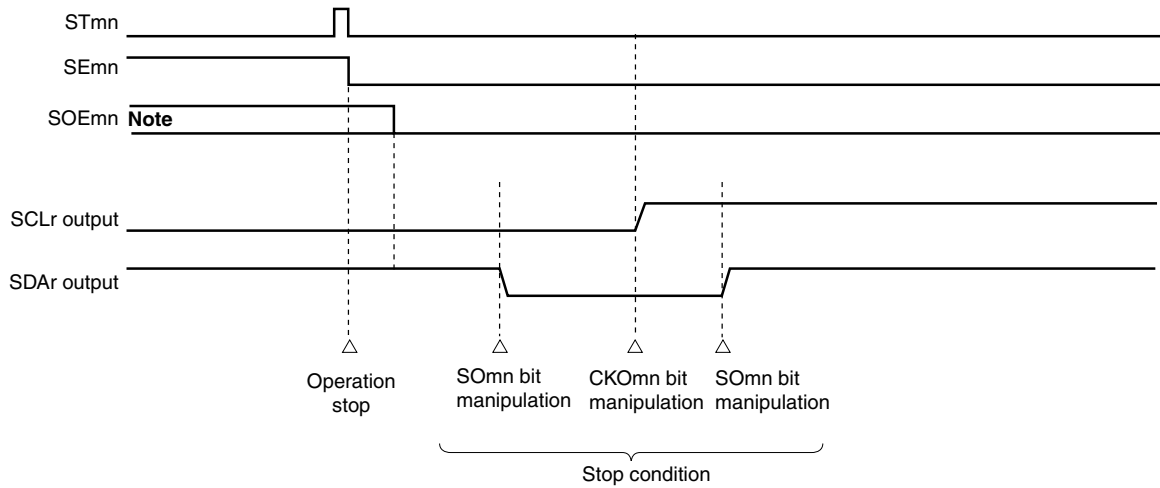 STmn
SEmn
SOEmn Note
SCLr output
SDAr output
Operation
stop
SOmn bit
manipulation
CKOmn bit
manipulation
SOmn bit
manipulation
Stop condition